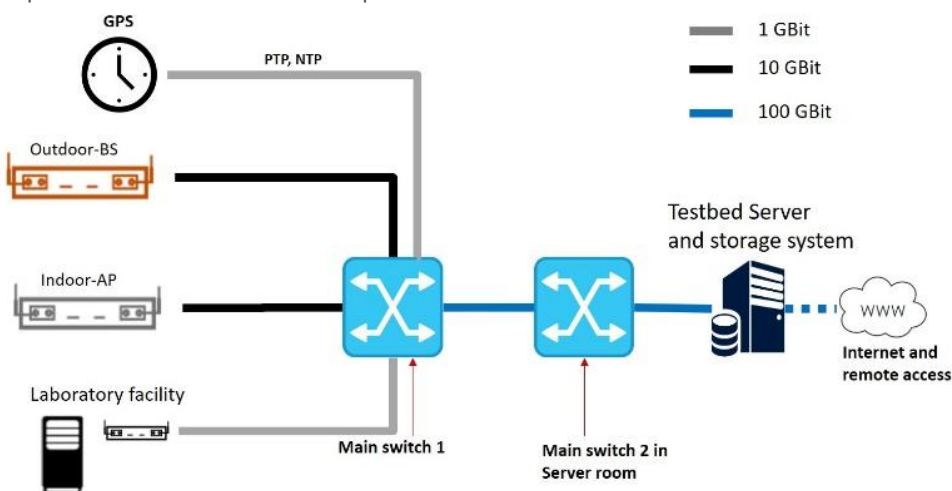 GPS
PTP, NTP
1 GBit
10 GBit
100 GBit
Outdoor-BS
Indoor-AP
Laboratory facility
Main switch 1
Main switch 2 in
Server room
Testbed Server
and storage system
WWW
Internet and
remote access